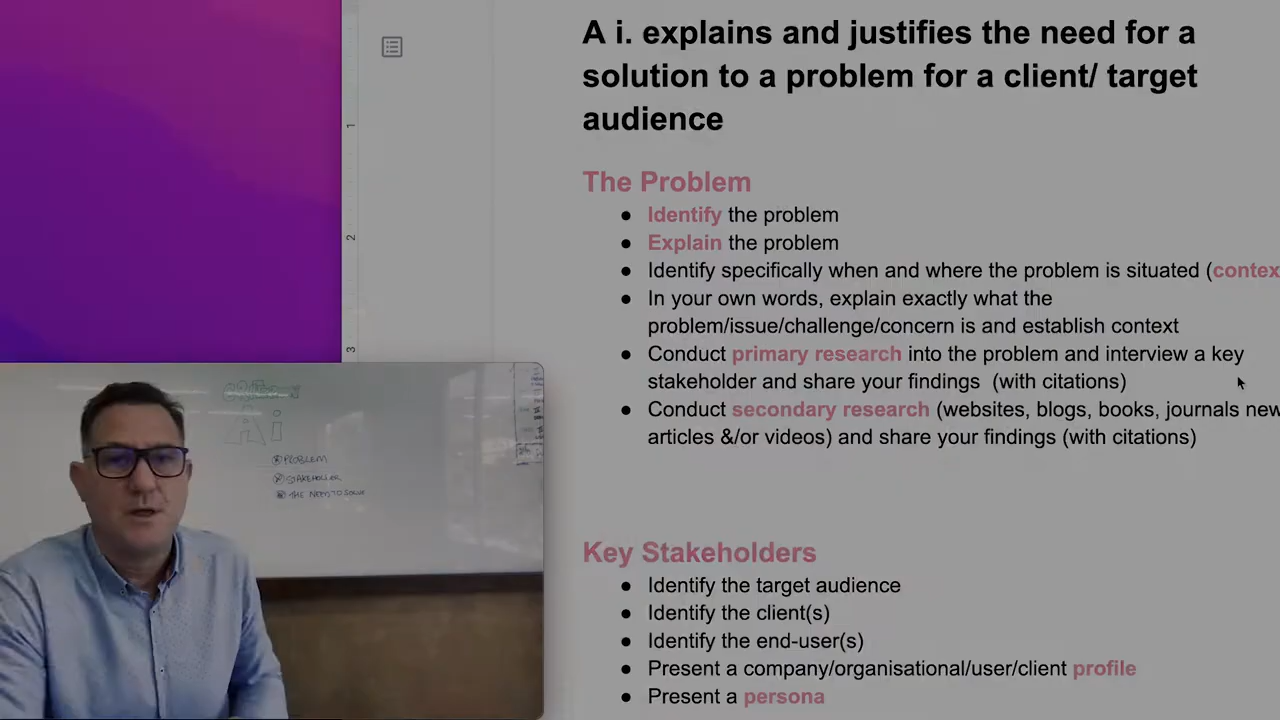 A i. explains and justifies the need for a
solution to a problem for a client/ target
audience
The Problem
● Identify the problem
● Explain the problem
● Identify specifically when and where the problem is situated (contex
● In your own words, explain exactly what the
problem/issue/challenge/concern is and establish context
● Conduct primary research into the problem and interview a key
stakeholder and share your findings (with citations)
● Conduct secondary research (websites, blogs, books, journals new
articles &/or videos) and share your findings (with citations)
Key Stakeholders
● Identify the target audience
● Identify the client(s)
● Identify the end-user(s)
● Present a company/organisational/user/client profile
● Present a persona
1
2
3
A i
PROBLEM
STAKEHOLDER
THE NEED TO SOLVE